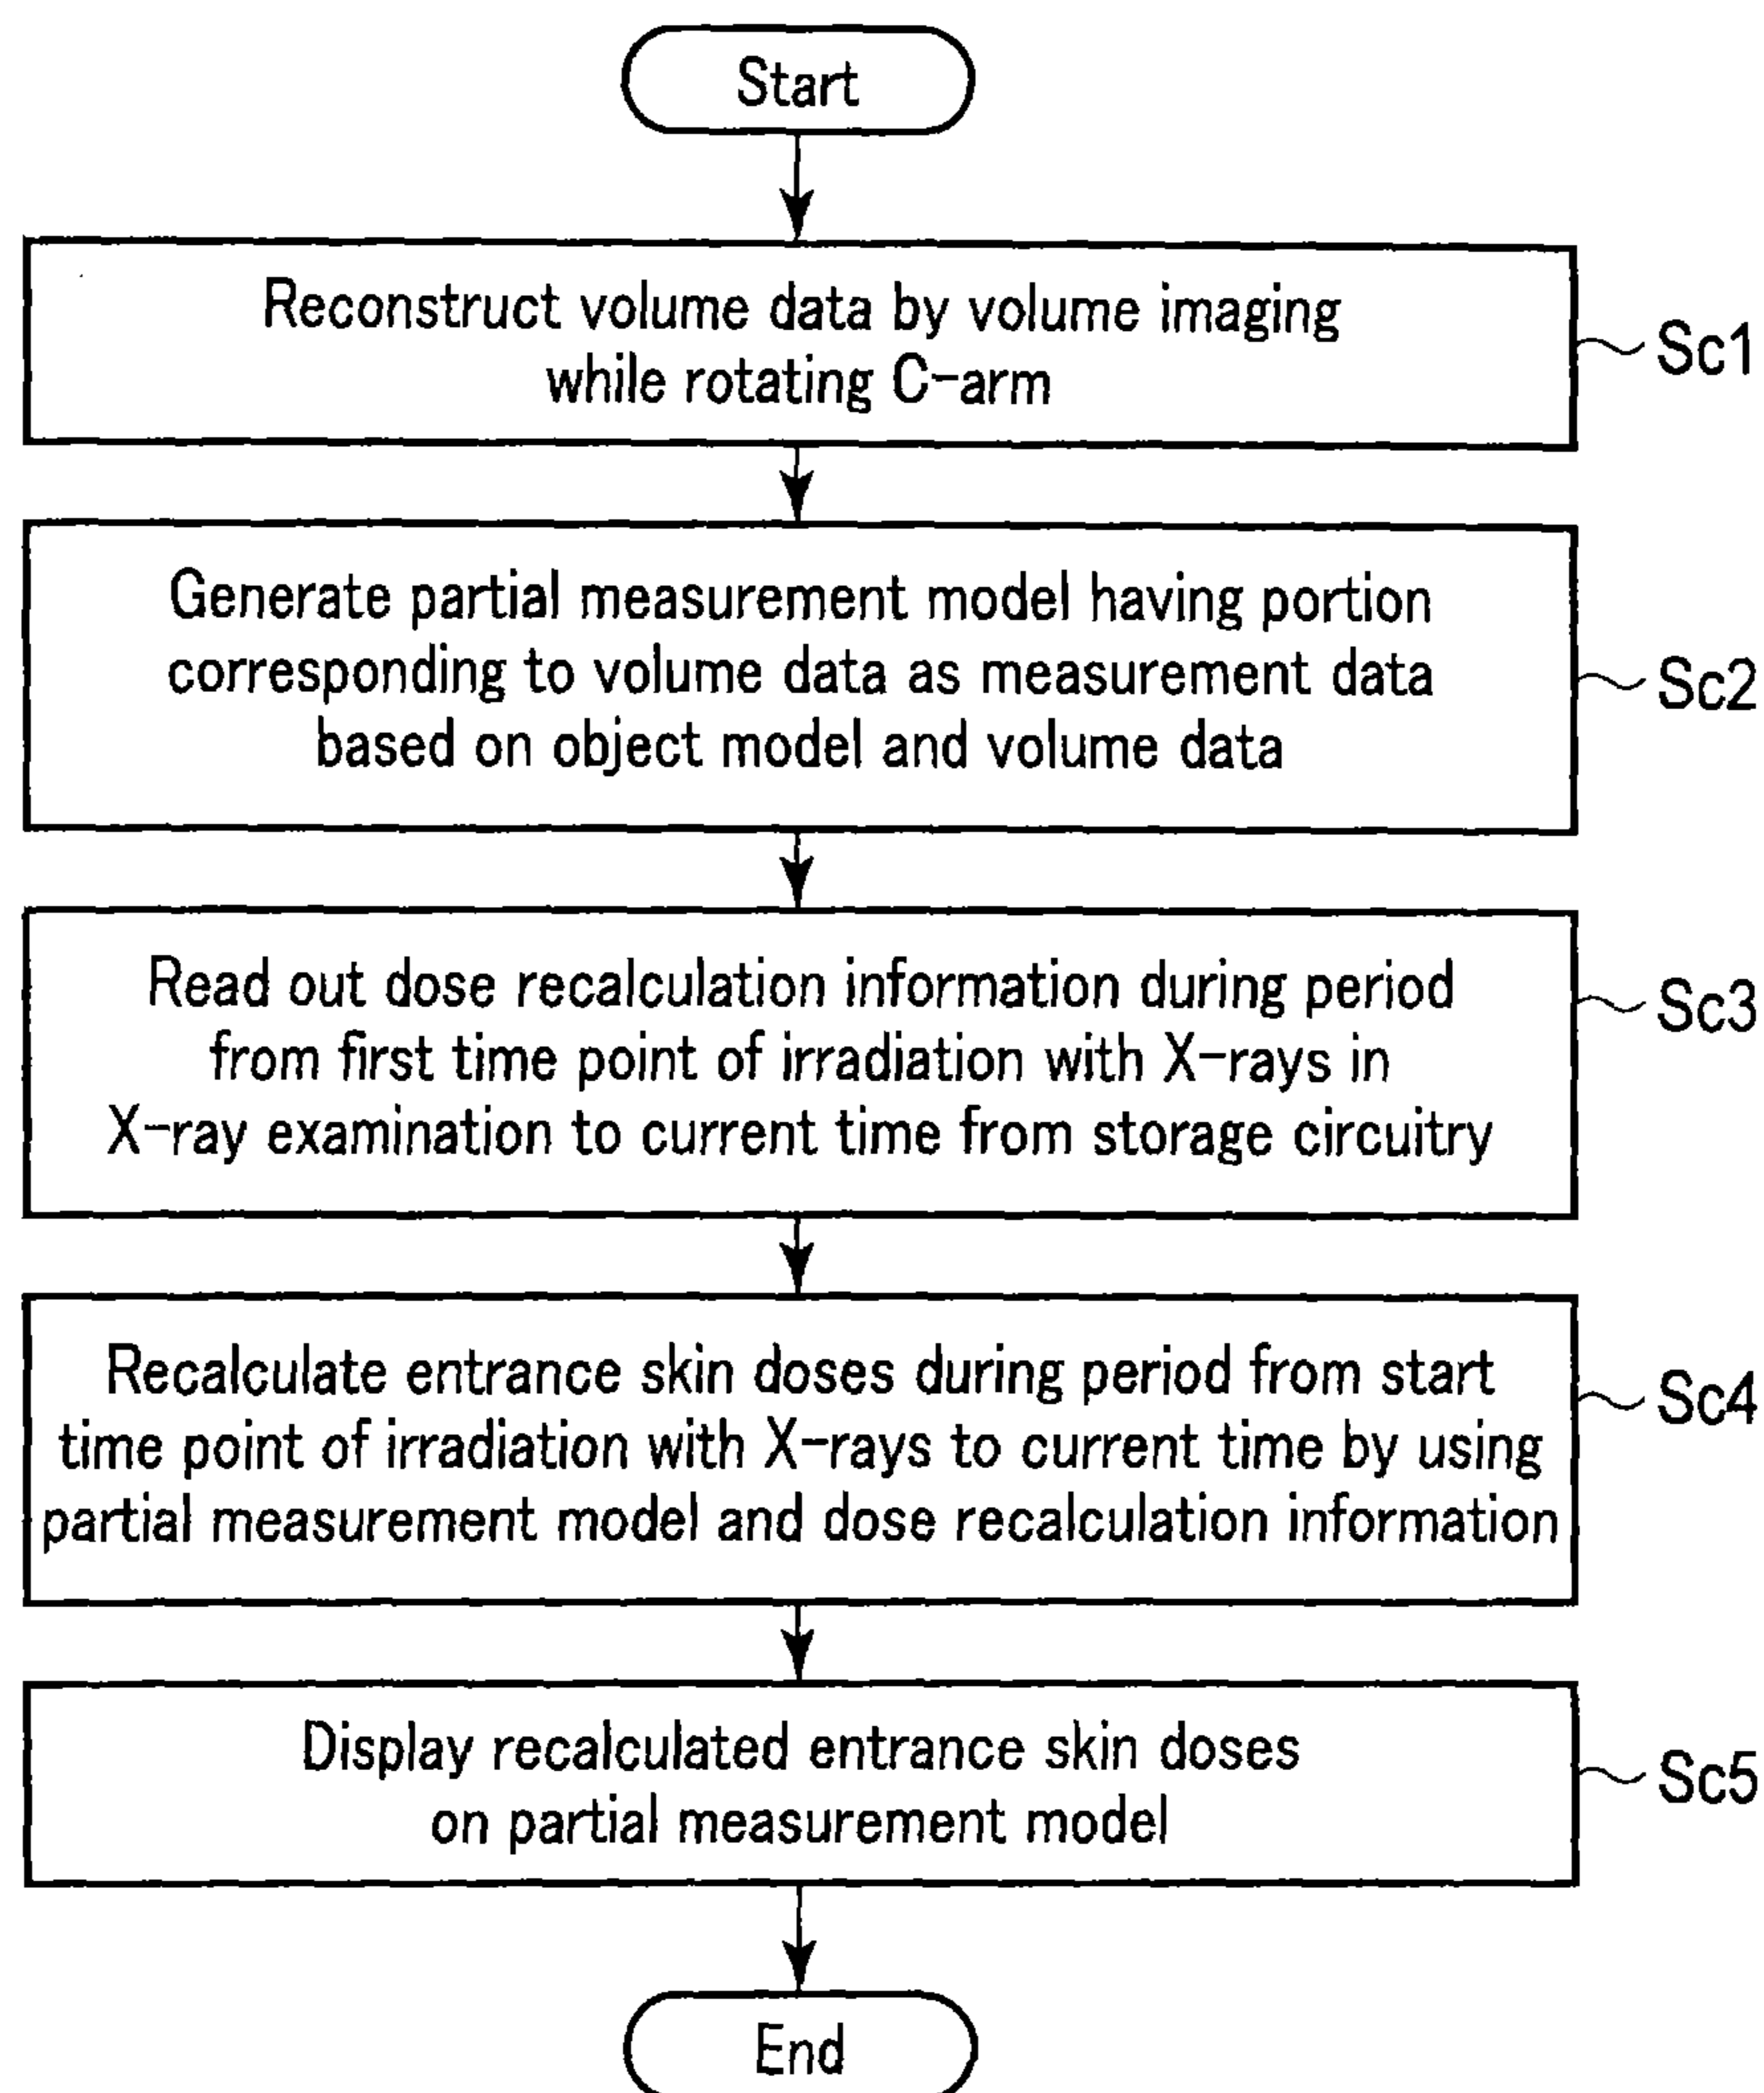 Start
Reconstruct volume data by volume imaging
while rotating C-arm
Sc1
Generate partial measurement model having portion
corresponding to volume data as measurement data
based on object model and volume data
Sc2
Read out dose recalculation information during period
from first time point of irradiation with X-rays in
X-ray examination to current time from storage circuitry
Sc3
Recalculate entrance skin doses during period from start
time point of irradiation with X-rays to current time by using
partial measurement model and dose recalculation information
Sc4
Display recalculated entrance skin doses
on partial measurement model
Sc5
End